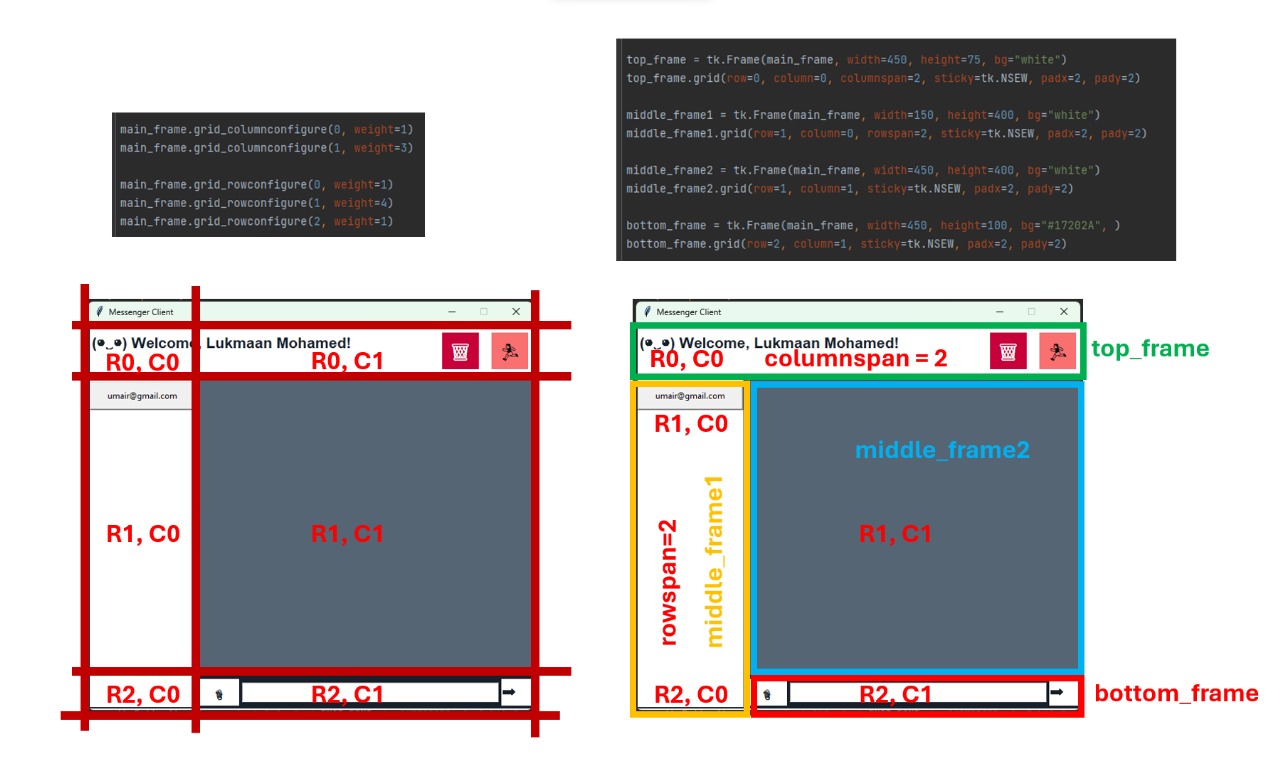 main_frame.grid_columnconfigure(0, weight=1)
main_frame.grid_columnconfigure(1, weight=3)
main_frame.grid_rowconfigure(0, weight=1)
main_frame.grid_rowconfigure(1, weight=4)
main_frame.grid_rowconfigure(2, weight=1)
top_frame = tk.Frame(main_frame, width=450, height=75, bg="white")
top_frame.grid(row=0, column=0, columnspan=2, sticky=tk.NSEW, padx=2, pady=2)
middle_frame1 = tk.Frame(main_frame, width=150, height=400, bg="white")
middle_frame1.grid(row=1, column=0, rowspan=2, sticky=tk.NSEW, padx=2, pady=2)
middle_frame2 = tk.Frame(main_frame, width=450, height=400, bg="white")
middle_frame2.grid(row=1, column=1, sticky=tk.NSEW, padx=2, pady=2)
bottom_frame = tk.Frame(main_frame, width=450, height=100, bg="#17202A", )
bottom_frame.grid(row=2, column=1, sticky=tk.NSEW, padx=2, pady=2)
Messenger Client
(•‿•) Welcome, Lukmaan Mohamed!
R0, C0
R0, C1
umair@gmail.com
R1, C0
R1, C1
R2, C0
R2, C1
Messenger Client
(•‿•) Welcome, Lukmaan Mohamed!
R0, C0
columnspan = 2
top_frame
umair@gmail.com
R1, C0
middle_frame2
rowspan=2
middle_frame1
R1, C1
R2, C0
R2, C1
bottom_frame